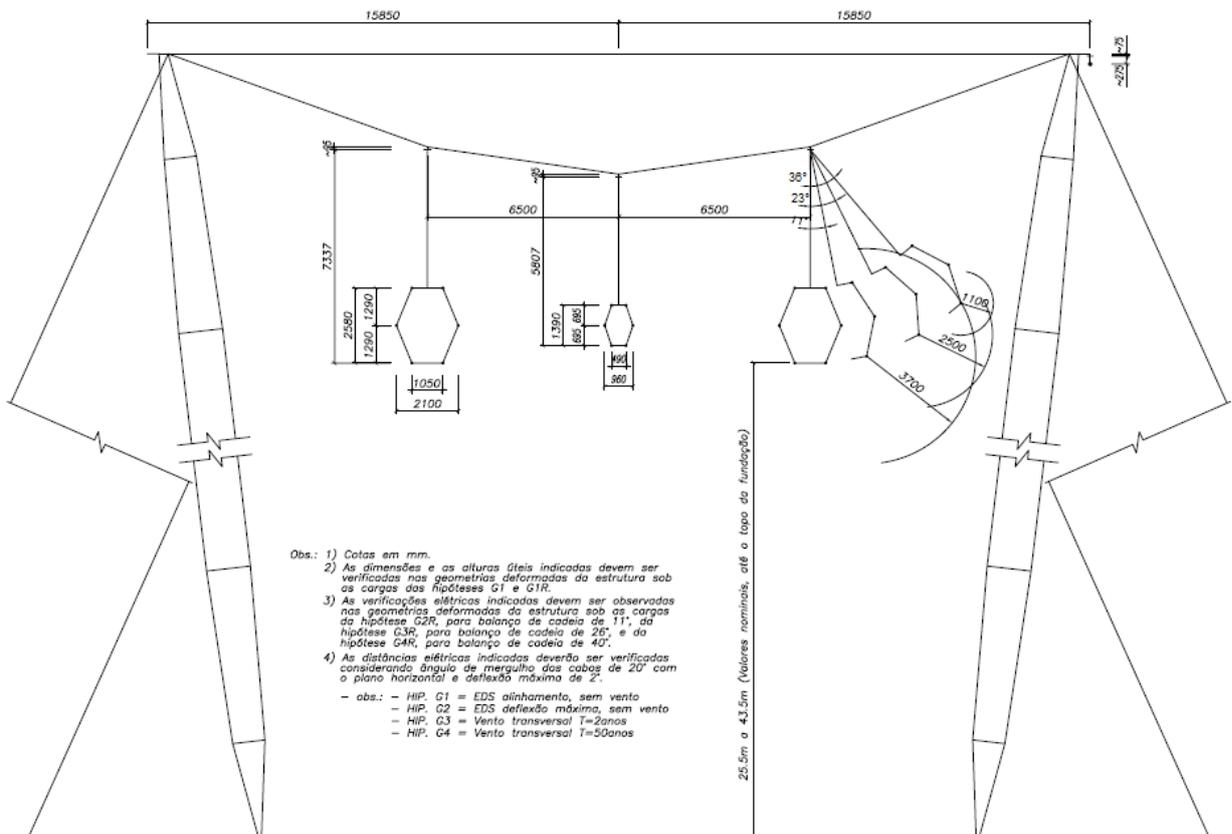 15850
15850
~75
~275
~95
~95
36°
23°
11°
6500
6500
7337
5807
2580
1290
1290
1390
695
695
490
960
1050
2100
1100
2500
3700
25.5m a 43.5m (Valores nominais, até o topo da fundação)
Obs.: 1) Cotas em mm.
2) As dimensões e as alturas úteis indicadas devem ser
verificadas nas geometrias deformadas da estrutura sob
as cargas das hipóteses G1 e G1R.
3) As verificações elétricas indicadas devem ser observadas
nas geometrias deformadas da estrutura sob as cargas
da hipótese G2R, para balanço de cadeia de 11°, da
hipótese G3R, para balanço de cadeia de 26°, e da
hipótese G4R, para balanço de cadeia de 40°.
4) As distâncias elétricas indicadas deverão ser verificadas
considerando ângulo de mergulho dos cabos de 20° com
o plano horizontal e deflexão máxima de 2°.
- obs.: - HIP. G1 = EDS alinhamento, sem vento
- HIP. G2 = EDS deflexão máxima, sem vento
- HIP. G3 = Vento transversal T=2anos
- HIP. G4 = Vento transversal T=50anos